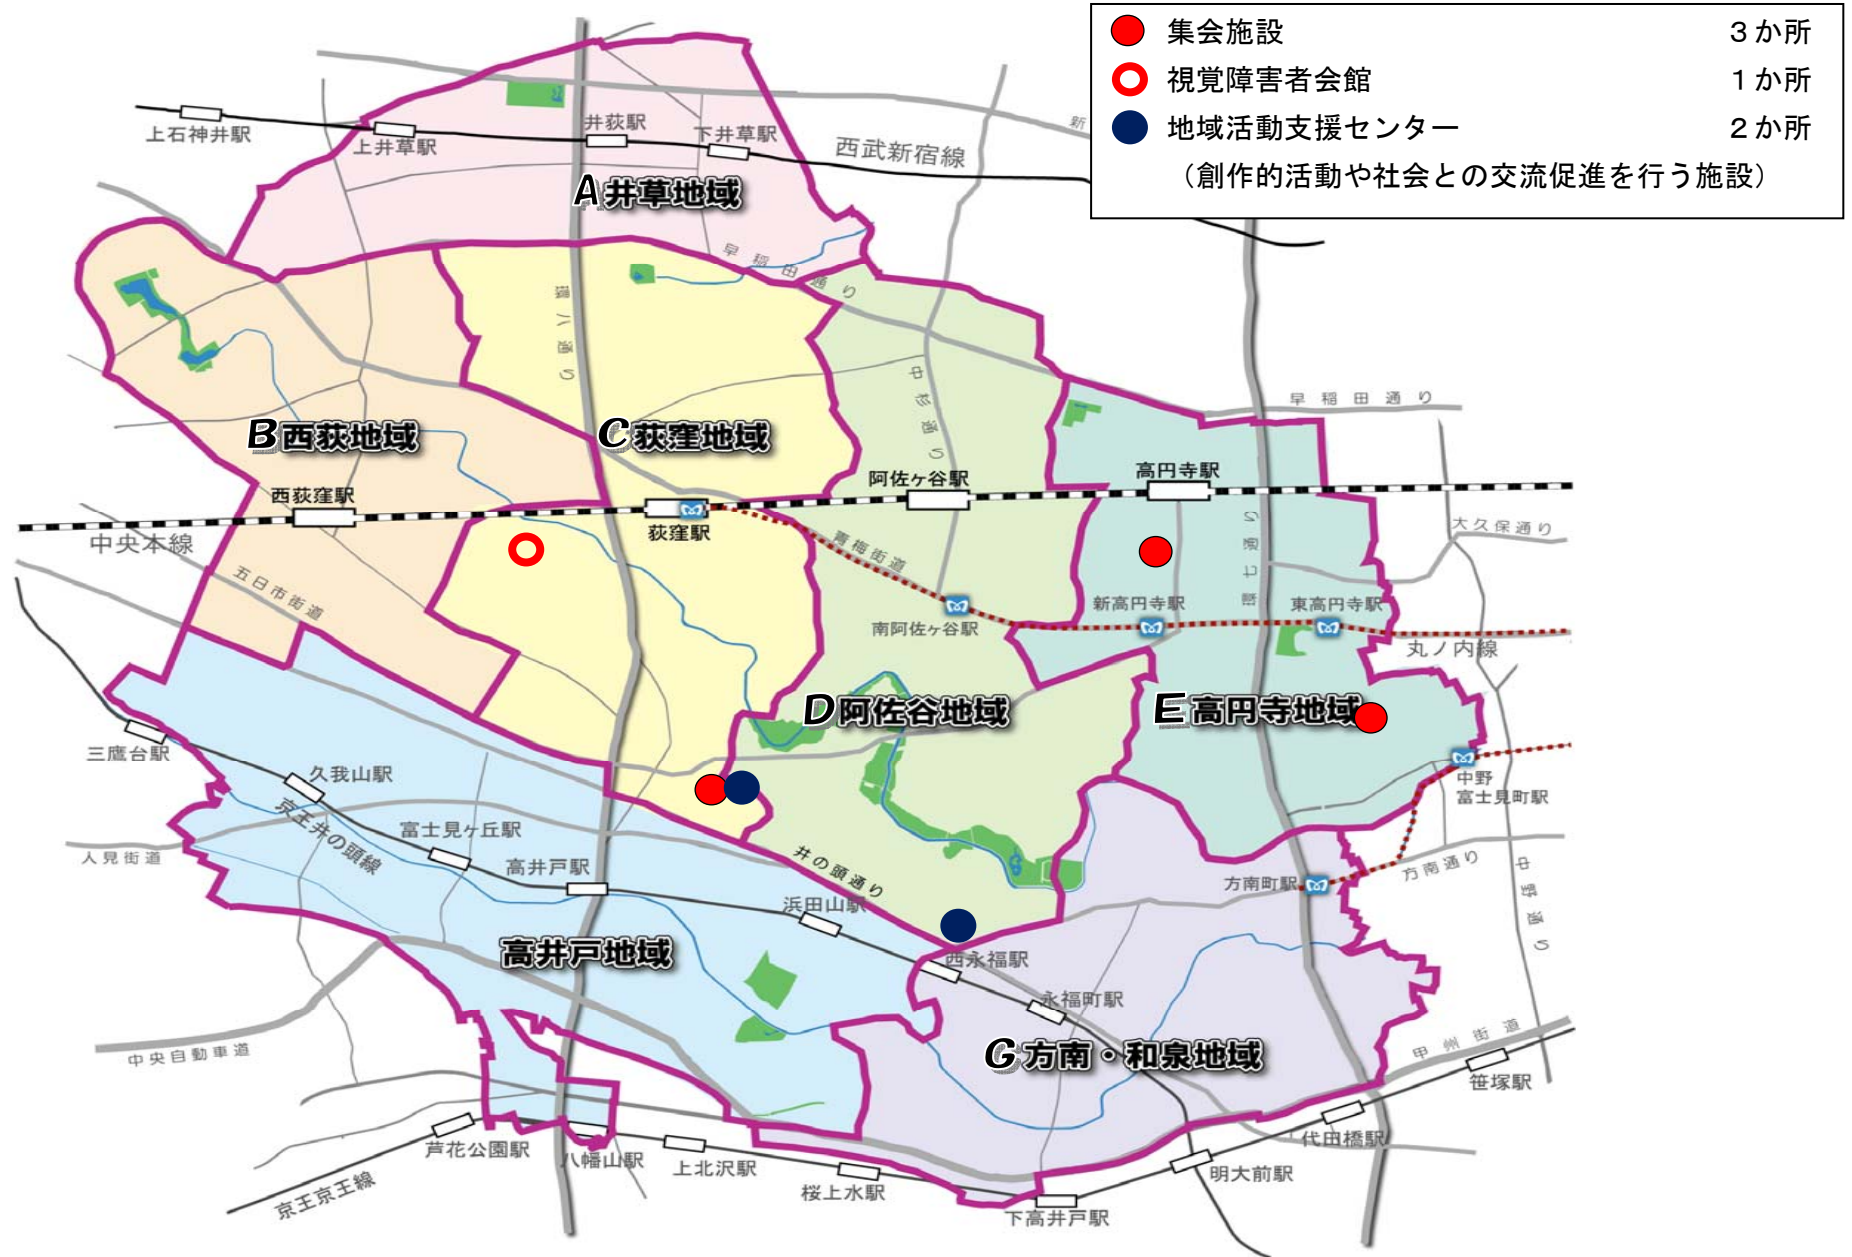 集会施設 3か所
視覚障害者会館 1か所
地域活動支援センター 2か所
（創作的活動や社会との交流促進を行う施設）
上石神井駅
上井草駅
井荻駅
下井草駅
西武新宿線
新
A井草地域
早稲田通り
環八通り
中杉通り
早稲田通り
B西荻地域
C荻窪地域
阿佐ヶ谷駅
高円寺駅
西荻窪駅
荻窪駅
中央本線
青梅街道
環七通り
大久保通り
五日市街道
南阿佐ヶ谷駅
新高円寺駅
東高円寺駅
丸ノ内線
D阿佐谷地域
E高円寺地域
三鷹台駅
久我山駅
中野
富士見町駅
京王井の頭線
富士見ヶ丘駅
人見街道
高井戸駅
井の頭通り
方南町駅
方南通り
中野通り
浜田山駅
高井戸地域
西永福駅
永福町駅
中央自動車道
G方南・和泉地域
甲州街道
笹塚駅
芦花公園駅
八幡山駅
上北沢駅
桜上水駅
代田橋駅
明大前駅
京王京王線
下高井戸駅